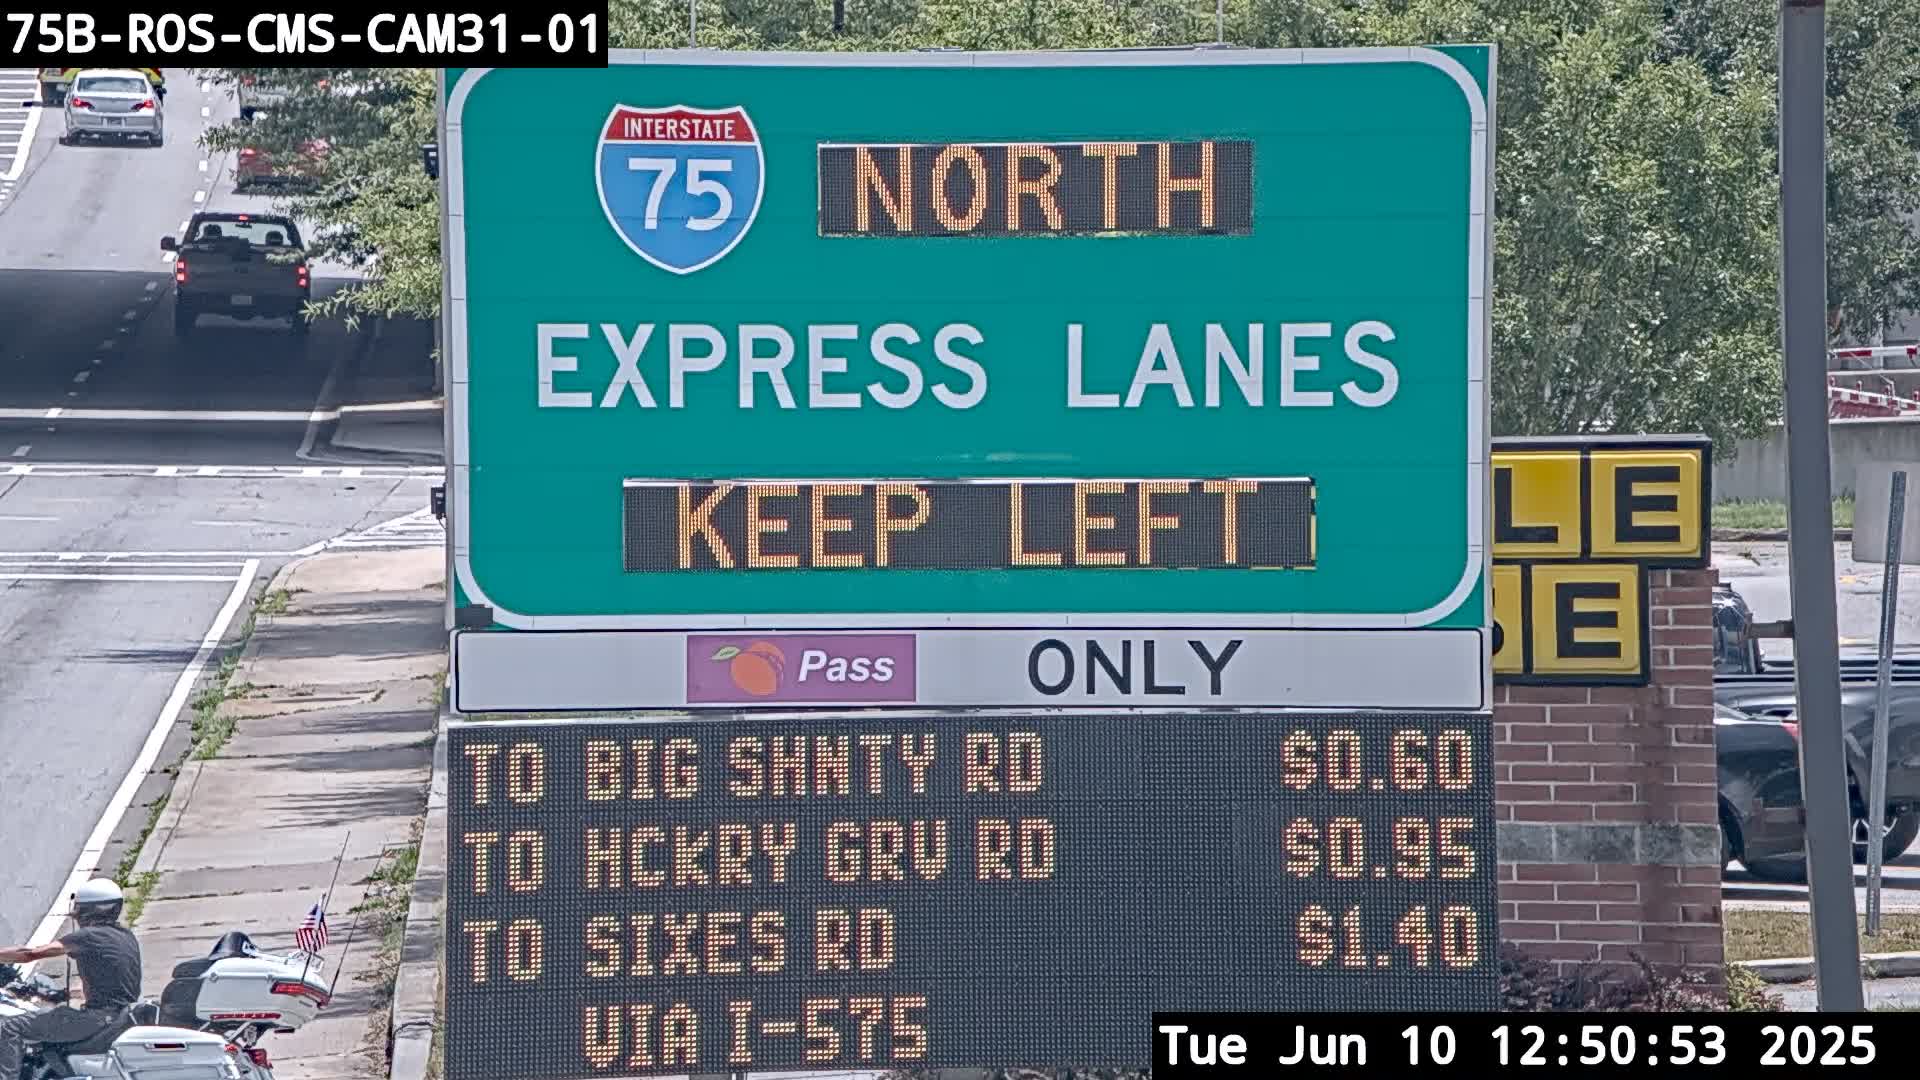 75B-ROS-CMS-CAM31-01
INTERSTATE
75
NORTH
EXPRESS LANES
KEEP LEFT
Pass ONLY
LE
E
TO BIG SHNTY RD $0.60
TO HCKRY GRV RD $0.95
TO SIXES RD $1.40
VIA I-575
Tue Jun 10 12:50:53 2025